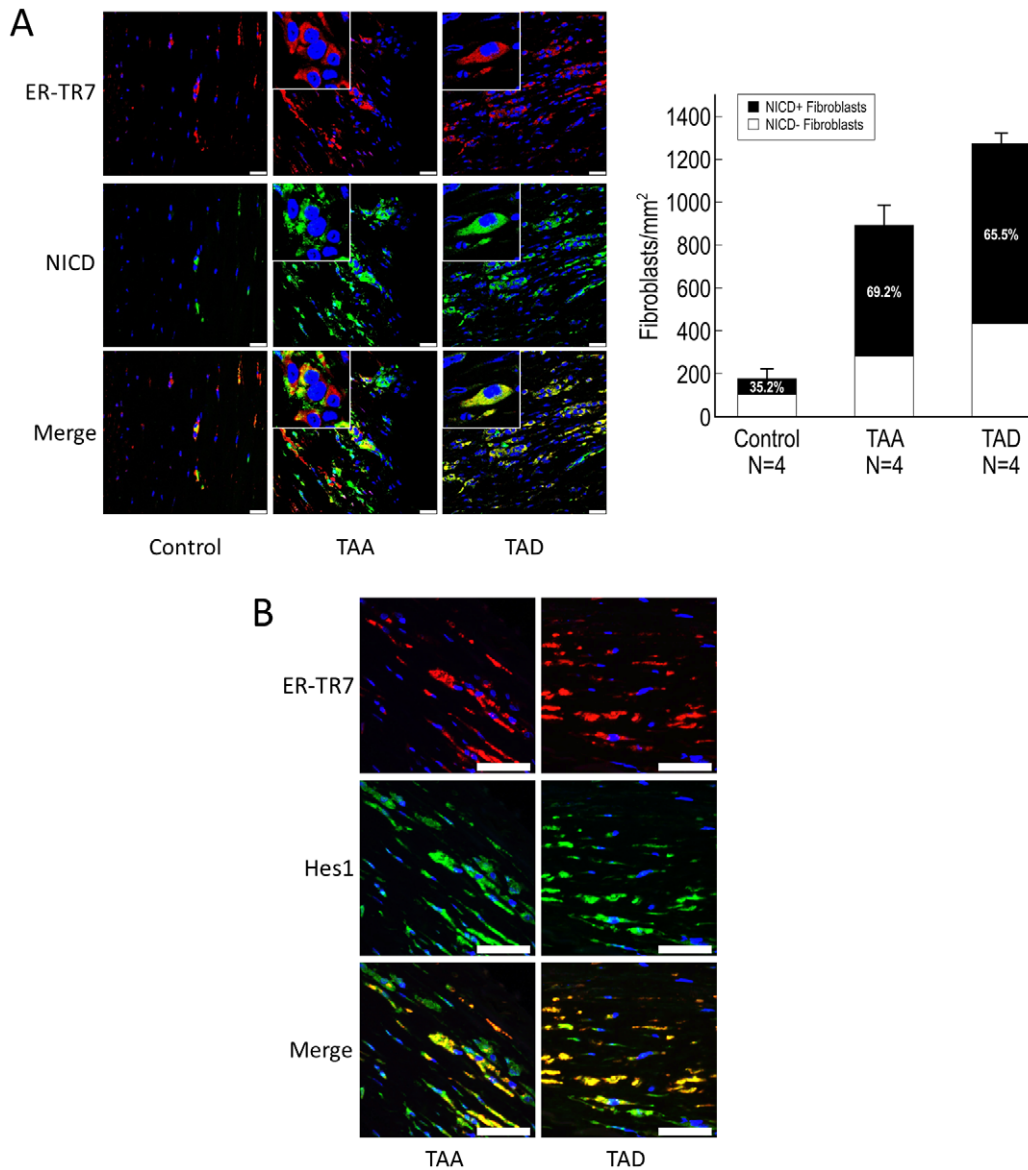 A
ER-TR7
NICD
Merge
Control
TAA
TAD
Fibroblasts/mm²
1400
1200
1000
800
600
400
200
0
NICD+ Fibroblasts
NICD- Fibroblasts
35.2%
69.2%
65.5%
Control
N=4
TAA
N=4
TAD
N=4
B
ER-TR7
Hes1
Merge
TAA
TAD